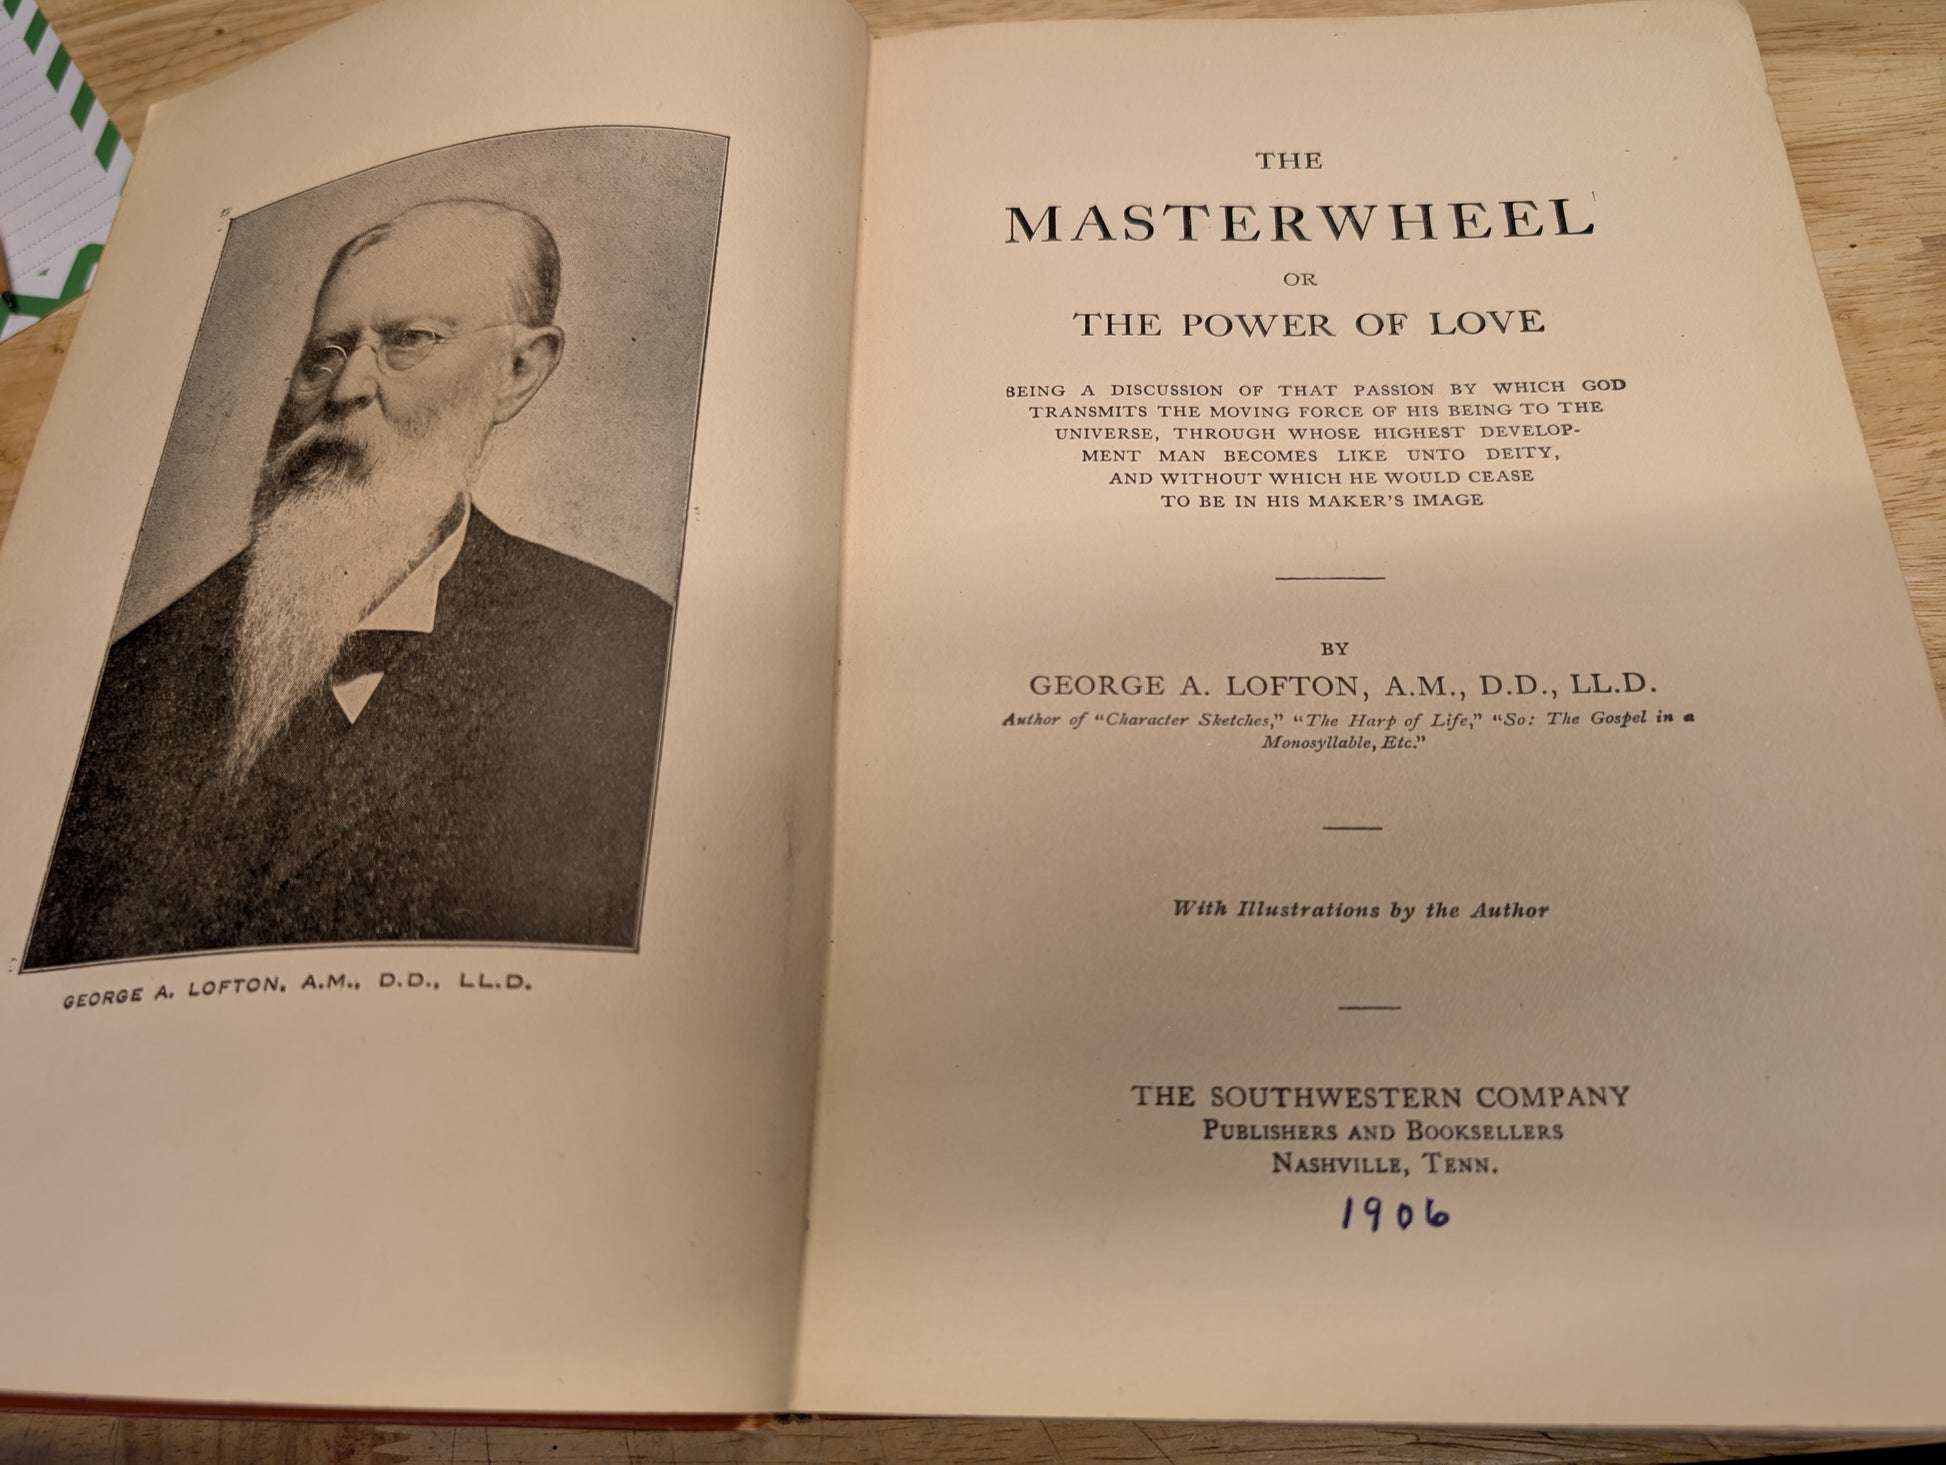 GEORGE A. LOFTON, A.M., D.D., LL.D.
THE
MASTERWHEEL
OR
THE POWER OF LOVE
BEING A DISCUSSION OF THAT PASSION BY WHICH GOD
TRANSMITS THE MOVING FORCE OF HIS BEING TO THE
UNIVERSE, THROUGH WHOSE HIGHEST DEVELOP-
MENT MAN BECOMES LIKE UNTO DEITY,
AND WITHOUT WHICH HE WOULD CEASE
TO BE IN HIS MAKER'S IMAGE
BY
GEORGE A. LOFTON, A.M., D.D., LL.D.
Author of "Character Sketches," "The Harp of Life," "So: The Gospel in a
Monosyllable, Etc."
With Illustrations by the Author
THE SOUTHWESTERN COMPANY
PUBLISHERS AND BOOKSELLERS
NASHVILLE, TENN.
1906